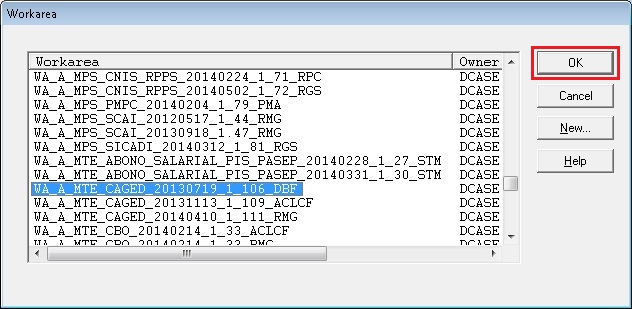 Workarea
Workarea Owner
WA_A_MPS_CNIS_RPPS_20140224_1_71_RPC DCASE
WA_A_MPS_CNIS_RPPS_20140502_1_72_RGS DCASE
WA_A_MPS_PMPC_20140204_1_79_PMA DCASE
WA_A_MPS_SCAI_20120517_1_44_RMG DCASE
WA_A_MPS_SCAI_20130918_1.47_RMG DCASE
WA_A_MPS_SICADI_20140312_1_81_RGS DCASE
WA_A_MTE_ABONO_SALARIAL_PIS_PASEP_20140228_1_27_STM DCASE
WA_A_MTE_ABONO_SALARIAL_PIS_PASEP_20140331_1_30_STM DCASE
WA_A_MTE_CAGED_20130719_1_106_DBF DCASE
WA_A_MTE_CAGED_20131113_1_109_ACLCF DCASE
WA_A_MTE_CAGED_20140410_1_111_RMG DCASE
WA_A_MTE_CBO_20140214_1_33_ACLCF DCASE
WA_A_MTE_CBO_20140214_1_33_RMG DCASE
OK
Cancel
New...
Help